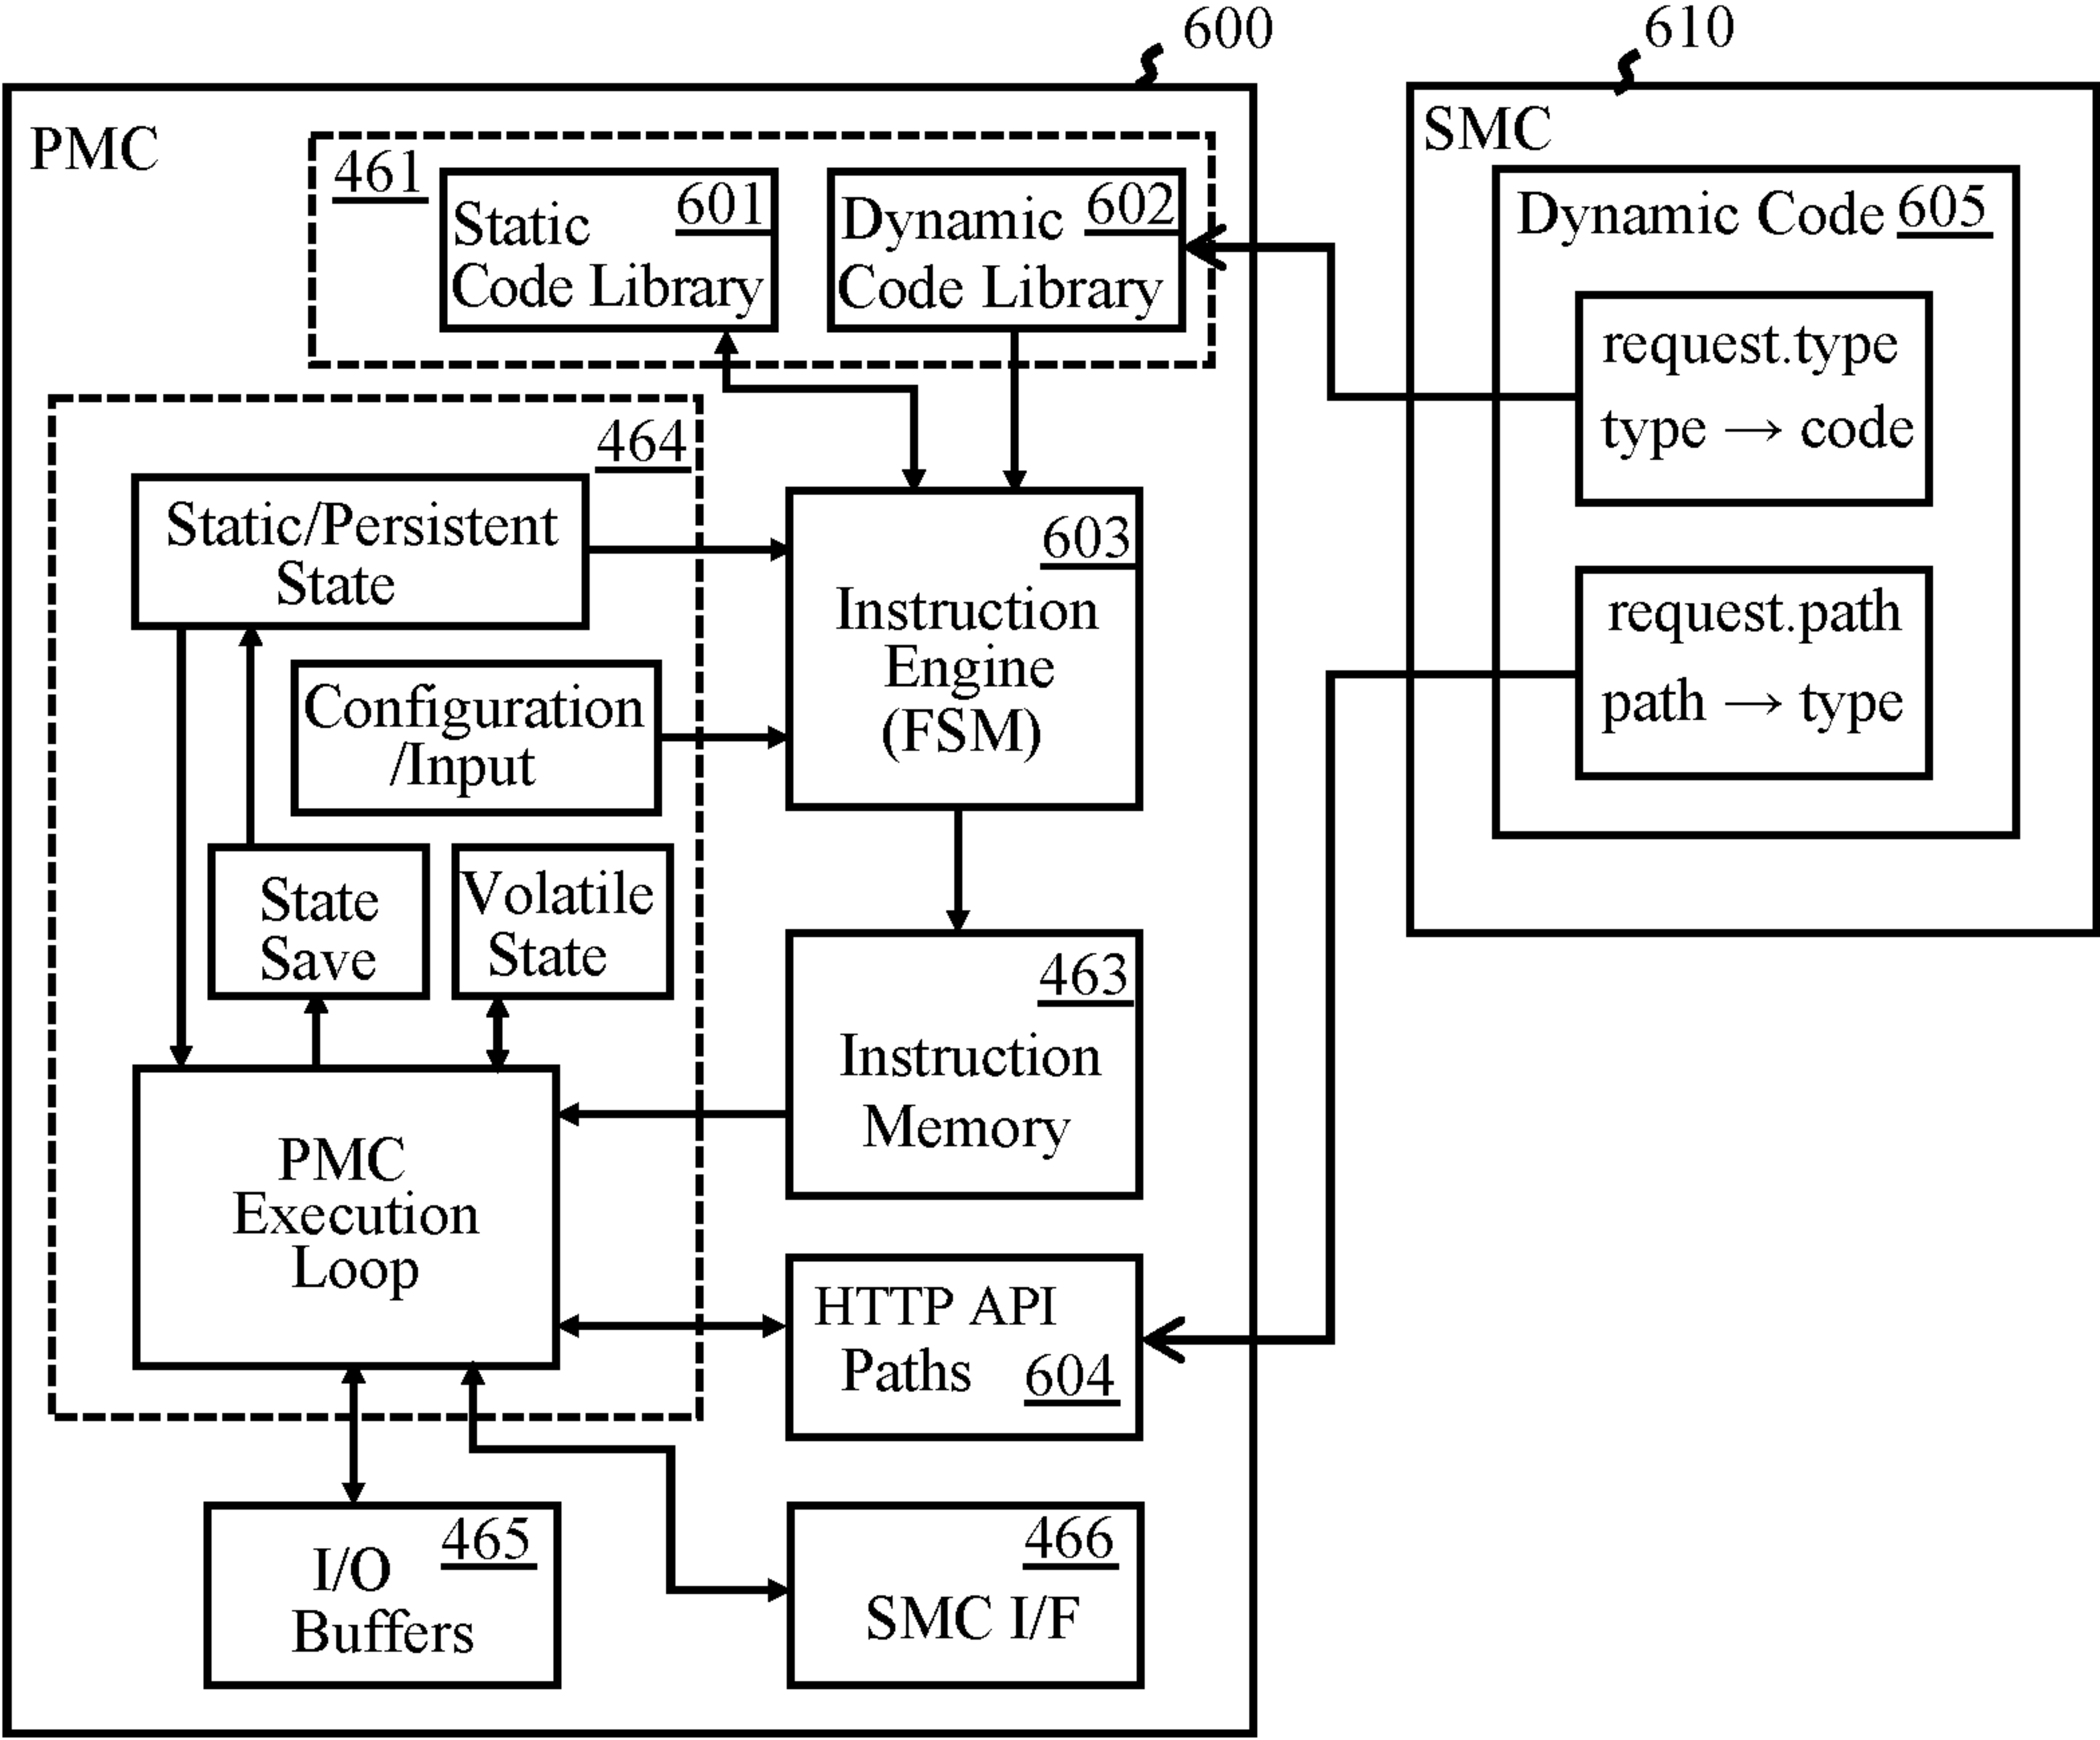 600
610
PMC
SMC
461
601
Static
Code Library
602
Dynamic
Code Library
Dynamic Code 605
request.type
type → code
request.path
path → type
464
Static/Persistent
State
603
Instruction
Engine
(FSM)
Configuration
/Input
State
Save
Volatile
State
463
Instruction
Memory
PMC
Execution
Loop
HTTP API
Paths 604
465
I/O
Buffers
466
SMC I/F